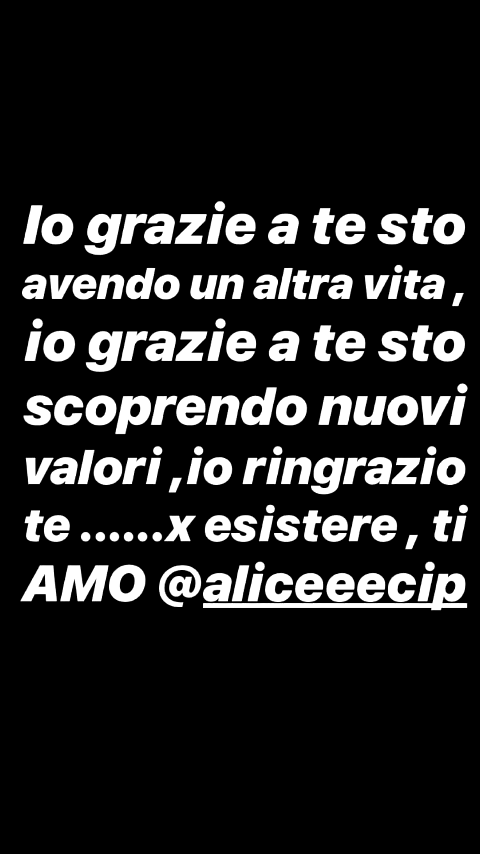 Io grazie a te sto
avendo un altra vita ,
io grazie a te sto
scoprendo nuovi
valori ,io ringrazio
te ......x esistere , ti
AMO @aliceeecip